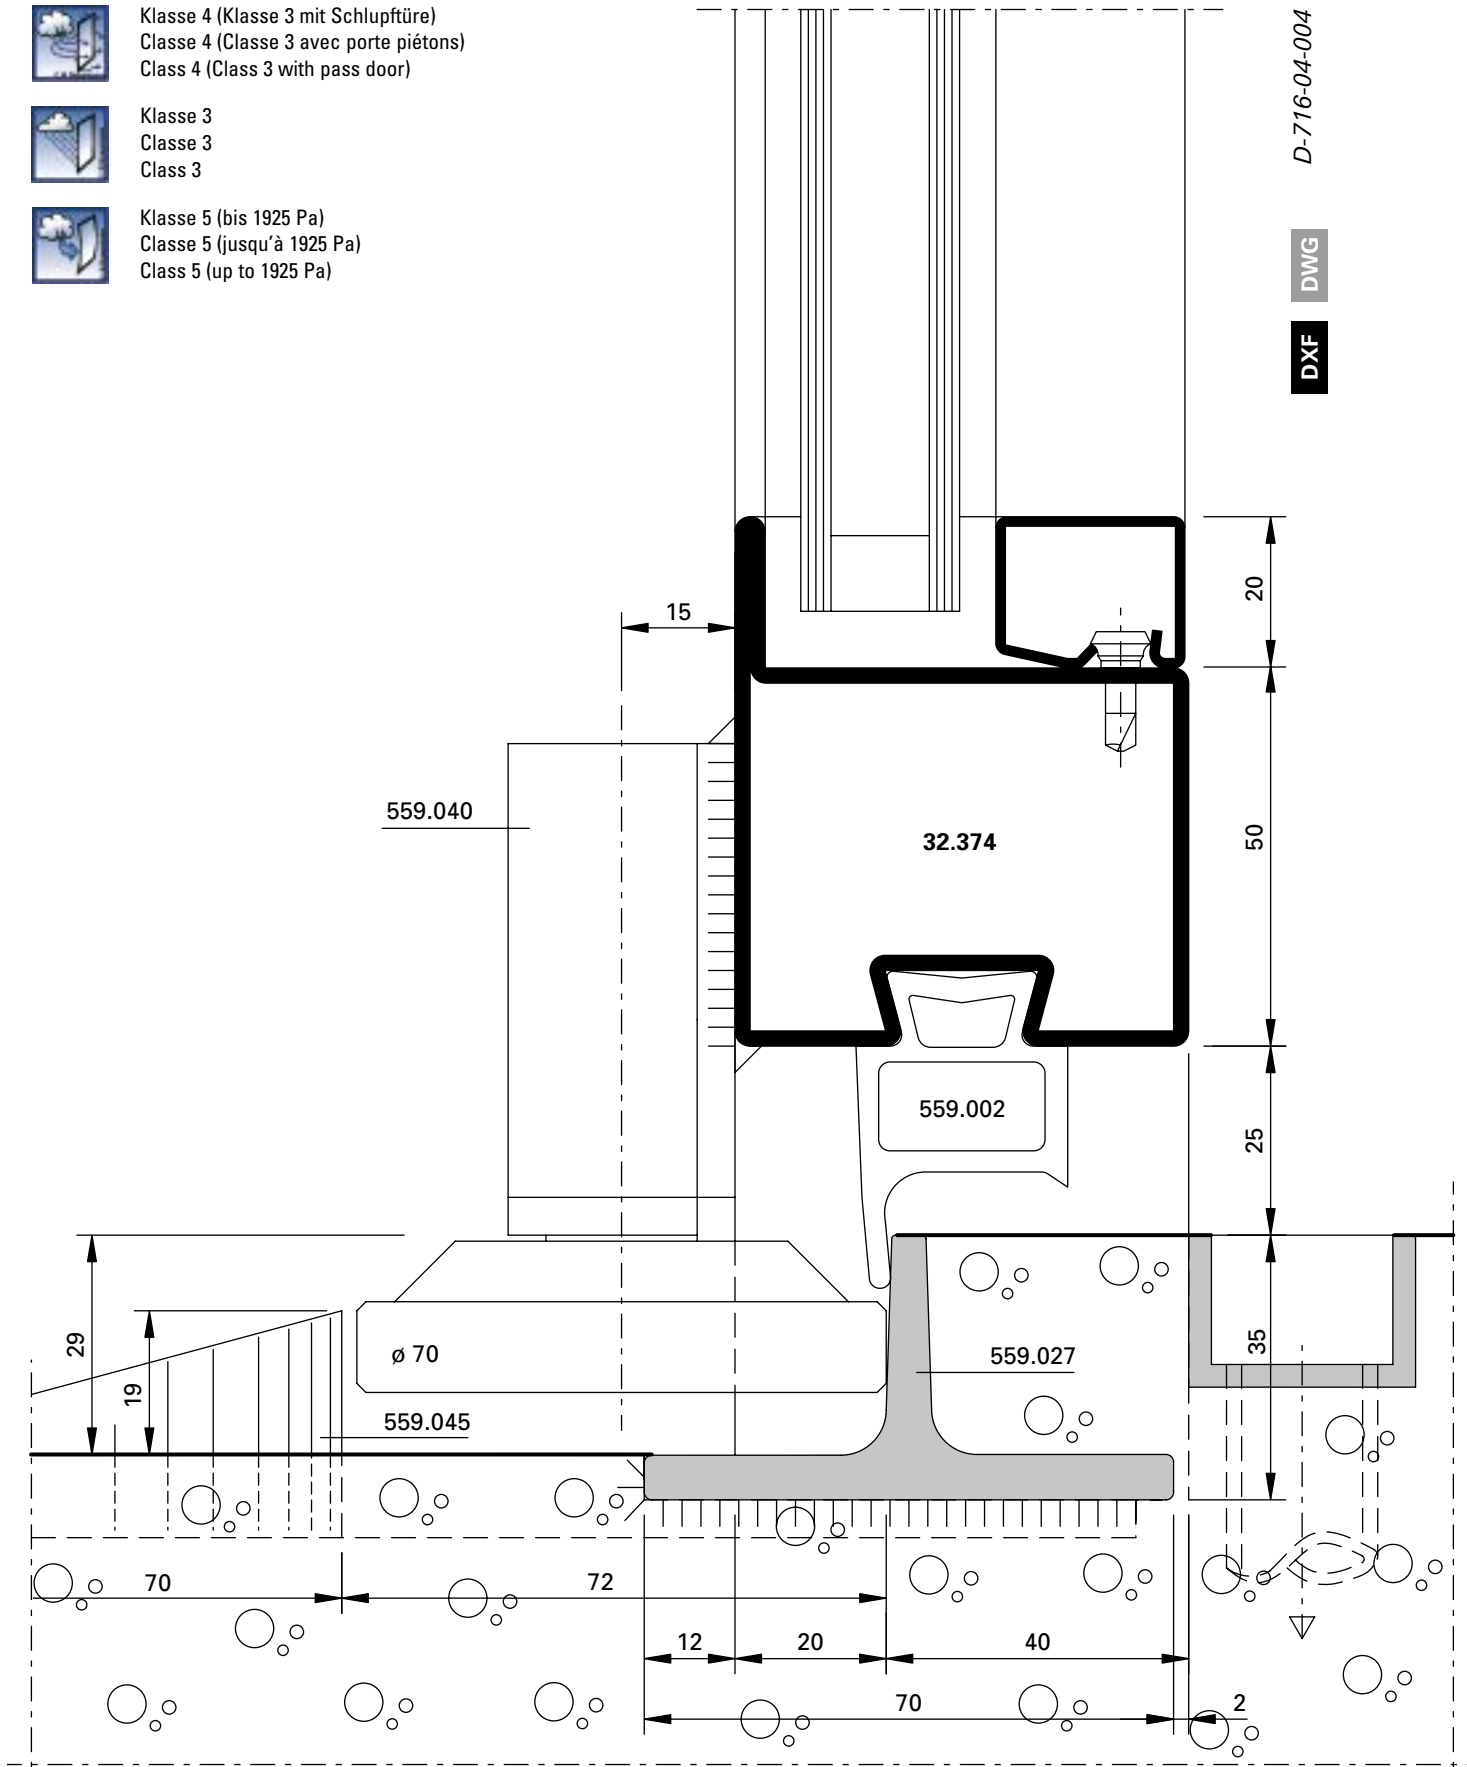 Klasse 4 (Klasse 3 mit Schlupftüre)
Classe 4 (Classe 3 avec porte piétons)
Class 4 (Class 3 with pass door)
Klasse 3
Classe 3
Class 3
Klasse 5 (bis 1925 Pa)
Classe 5 (jusqu'à 1925 Pa)
Class 5 (up to 1925 Pa)
D-716-04-004
DWG
DXF
20
15
559.040
32.374
50
559.002
25
29
19
ø 70
559.045
559.027
35
70
72
12
20
40
70
2